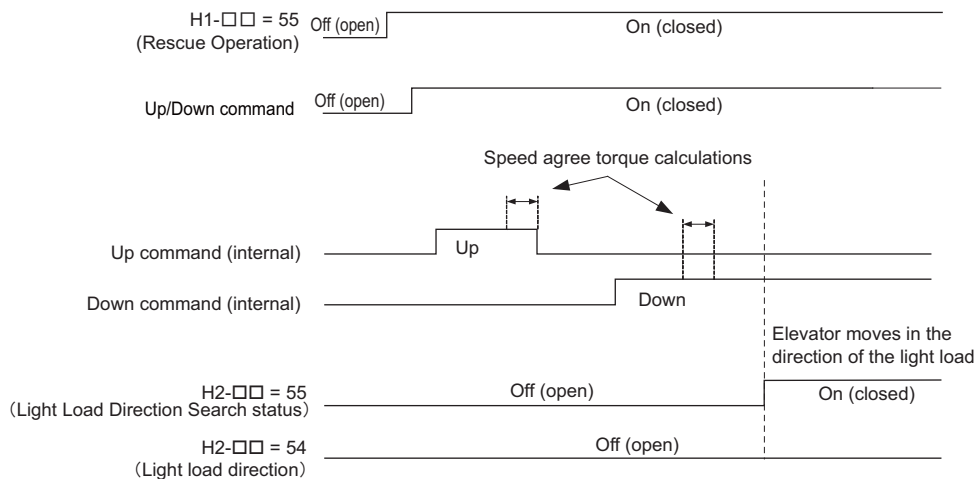 H1-□□ = 55
(Rescue Operation)
Off (open)
On (closed)
Up/Down command
Off (open)
On (closed)
Speed agree torque calculations
Up command (internal)
Up
Down command (internal)
Down
Elevator moves in the
direction of the light load
H2-□□ = 55
(Light Load Direction Search status)
Off (open)
On (closed)
H2-□□ = 54
(Light load direction)
Off (open)